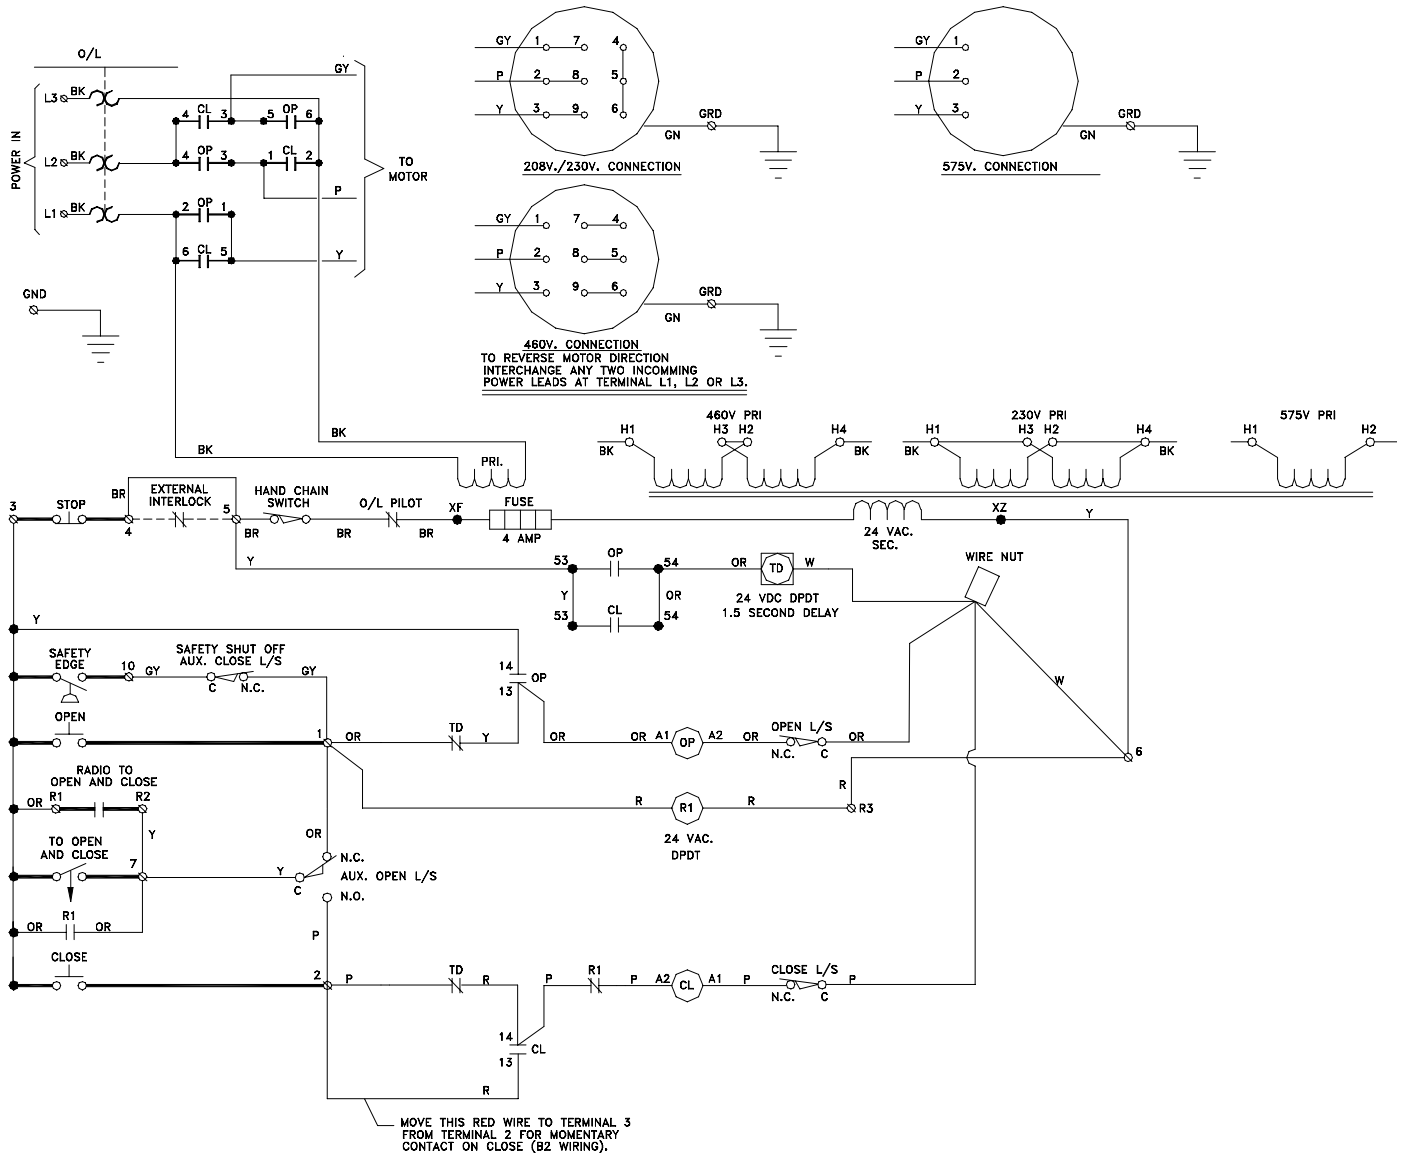 O/L
POWER IN
L3 BK
L2 BK
L1 BK
GY
4 CL 3 5 OP 6
4 OP 3 1 CL 2
P
2 OP 1
6 CL 5
Y
TO
MOTOR
GND
GY 1 7 4
P 2 8 5
Y 3 9 6
GRD
GN
208V./230V. CONNECTION
GY 1
P 2
Y 3
GRD
GN
575V. CONNECTION
GY 1 7 4
P 2 8 5
Y 3 9 6
GRD
GN
460V. CONNECTION
TO REVERSE MOTOR DIRECTION
INTERCHANGE ANY TWO INCOMMING
POWER LEADS AT TERMINAL L1, L2 OR L3.
BK
BK
PRI.
460V PRI
H1 H3 H2 H4
BK BK
230V PRI
H1 H3 H2 H4
BK BK
575V PRI
H1 H2
BK
3 STOP
BR
4
EXTERNAL
INTERLOCK
5
BR
HAND CHAIN
SWITCH
BR
O/L PILOT
BR
XF
FUSE
4 AMP
24 VAC.
SEC.
XZ
Y
Y
53 OP 54
Y OR
53 CL 54
OR TD W
24 VDC DPDT
1.5 SECOND DELAY
WIRE NUT
W
Y
SAFETY
EDGE
10 GY
SAFETY SHUT OFF
AUX. CLOSE L/S
C N.C.
GY
14
OP
13
OPEN
1 OR
TD
Y
OR
OR A1 OP A2 OR
OPEN L/S
N.C. C
OR
6
RADIO TO
OPEN AND CLOSE
OR R1 R2
R R1 R
24 VAC.
DPDT
R
R3
Y
OR
TO OPEN
AND CLOSE
7
Y
C
N.C.
AUX. OPEN L/S
N.O.
OR R1 OR
P
CLOSE
2 P
TD
R
P
R1
P A2 CL A1 P
CLOSE L/S
N.C. C
P
14
CL
13
R
MOVE THIS RED WIRE TO TERMINAL 3
FROM TERMINAL 2 FOR MOMENTARY
CONTACT ON CLOSE (B2 WIRING).